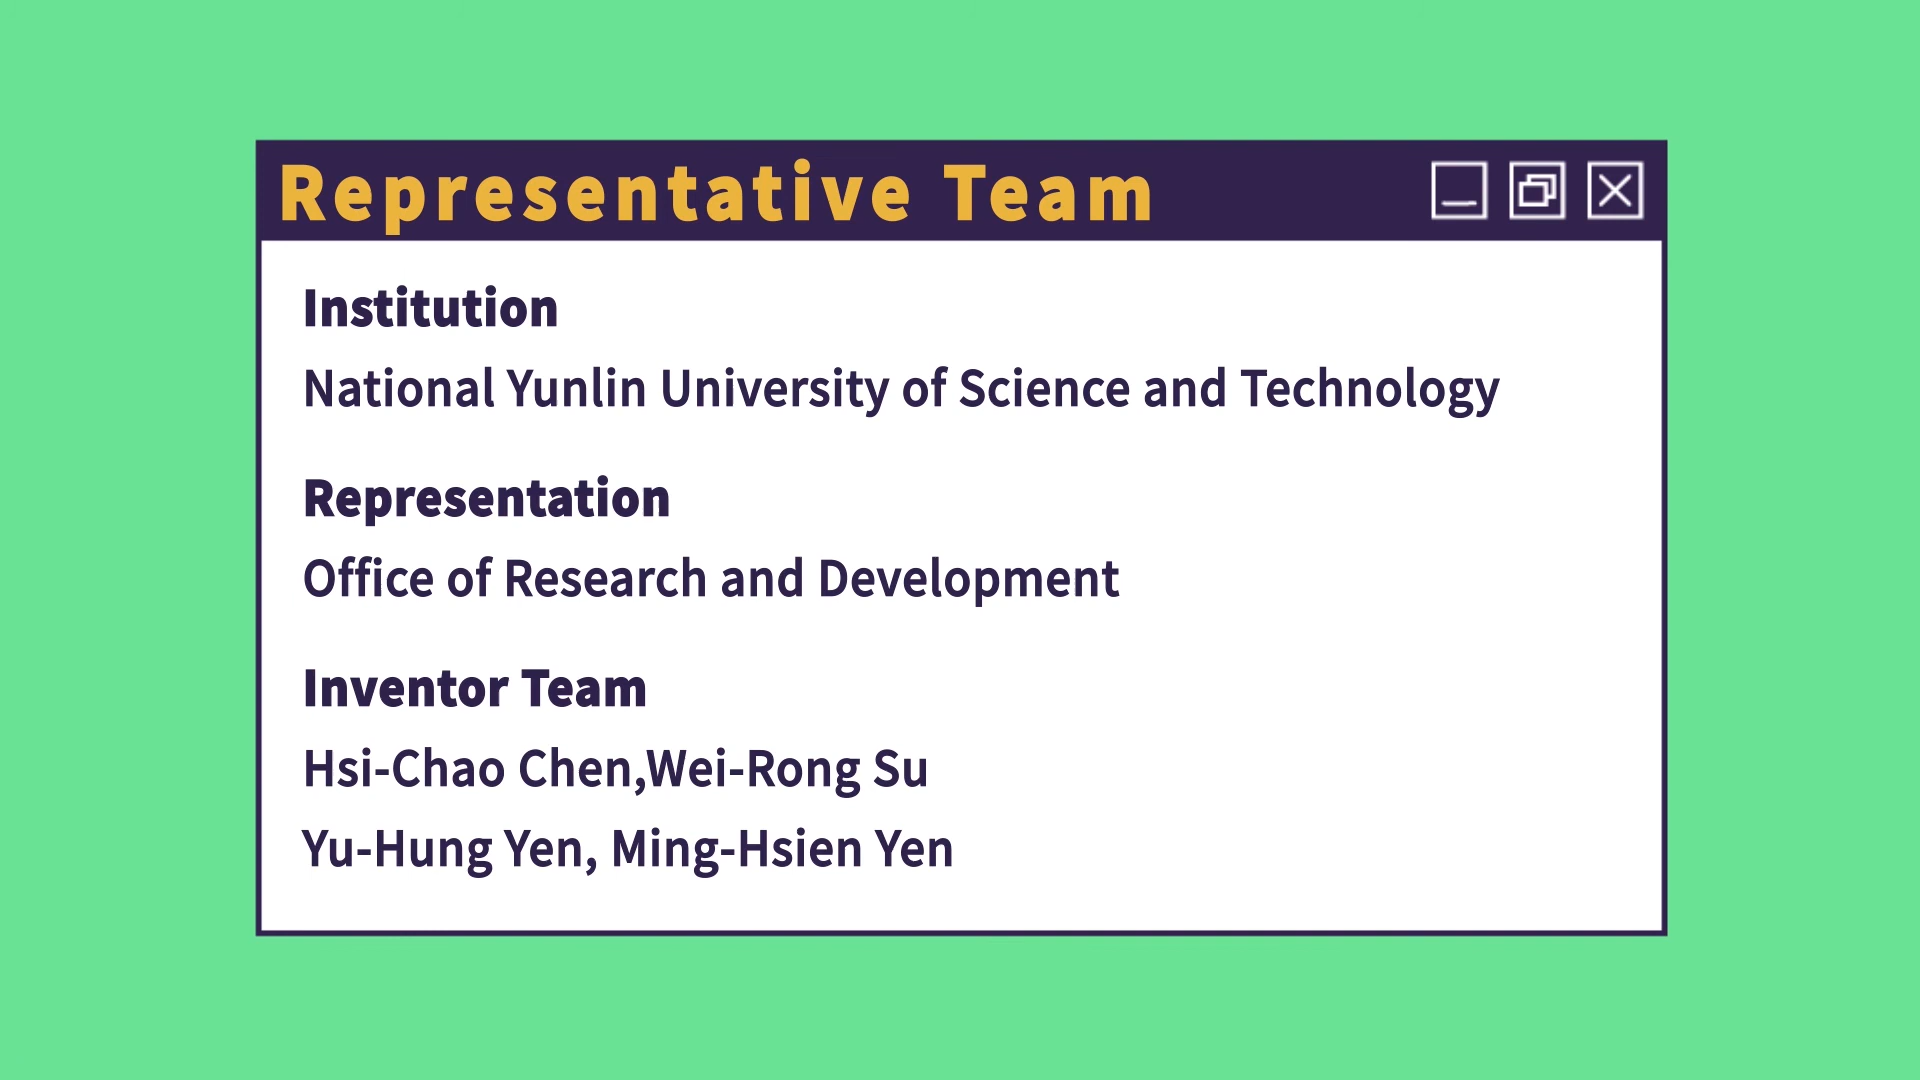 Representative Team
Institution
National Yunlin University of Science and Technology
Representation
Office of Research and Development
Inventor Team
Hsi-Chao Chen,Wei-Rong Su
Yu-Hung Yen, Ming-Hsien Yen